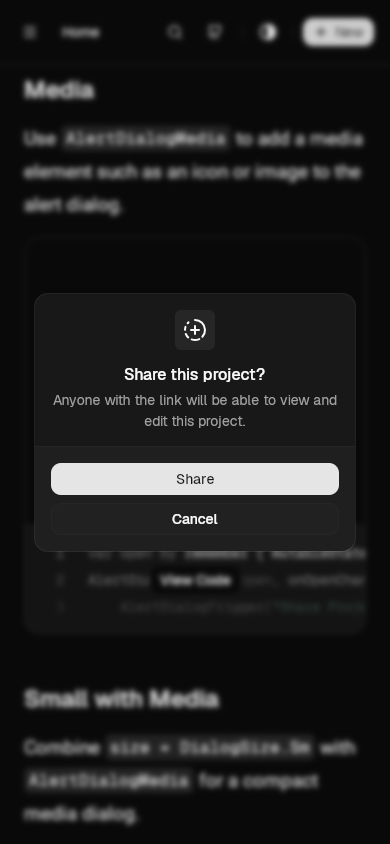 Home
New
Media
Use AlertDialogMedia to add a media
element such as an icon or image to the
alert dialog.
Share this project?
Anyone with the link will be able to view and
edit this project.
Share
Cancel
View Code
Small with Media
Combine size = DialogSize.Sm with
AlertDialogMedia for a compact
media dialog.